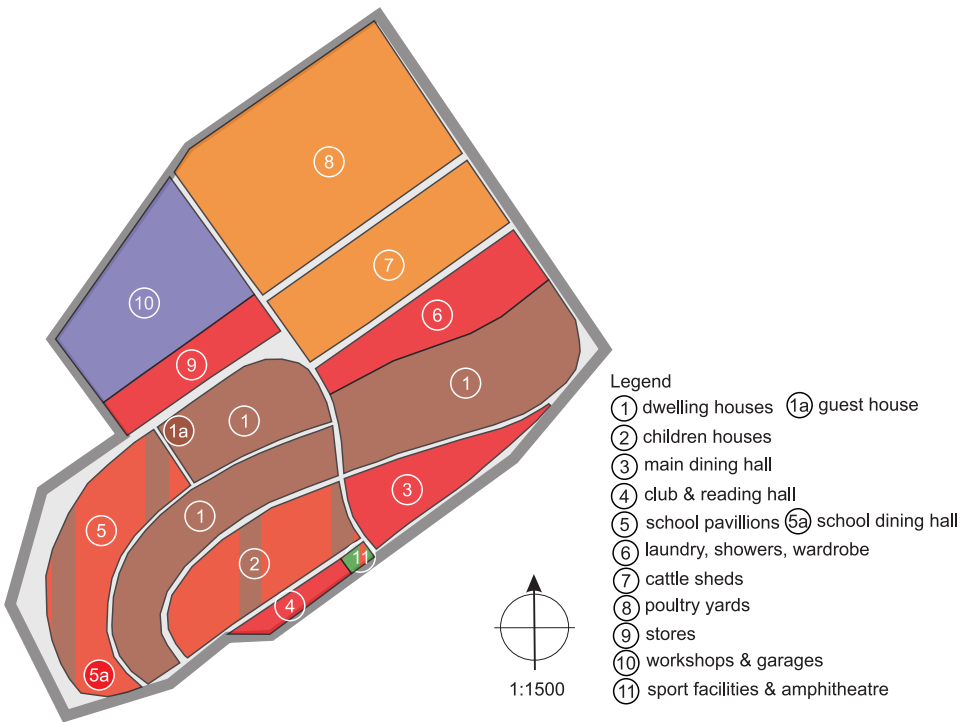 8
7
10
6
9
1
1a
1
3
5
1
2
11
4
5a
1:1500
Legend
1 dwelling houses 1a guest house
2 children houses
3 main dining hall
4 club & reading hall
5 school pavillions 5a school dining hall
6 laundry, showers, wardrobe
7 cattle sheds
8 poultry yards
9 stores
10 workshops & garages
11 sport facilities & amphitheatre